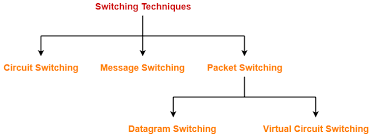 Switching Techniques
Circuit Switching Message Switching Packet Switching
Datagram Switching Virtual Circuit Switching